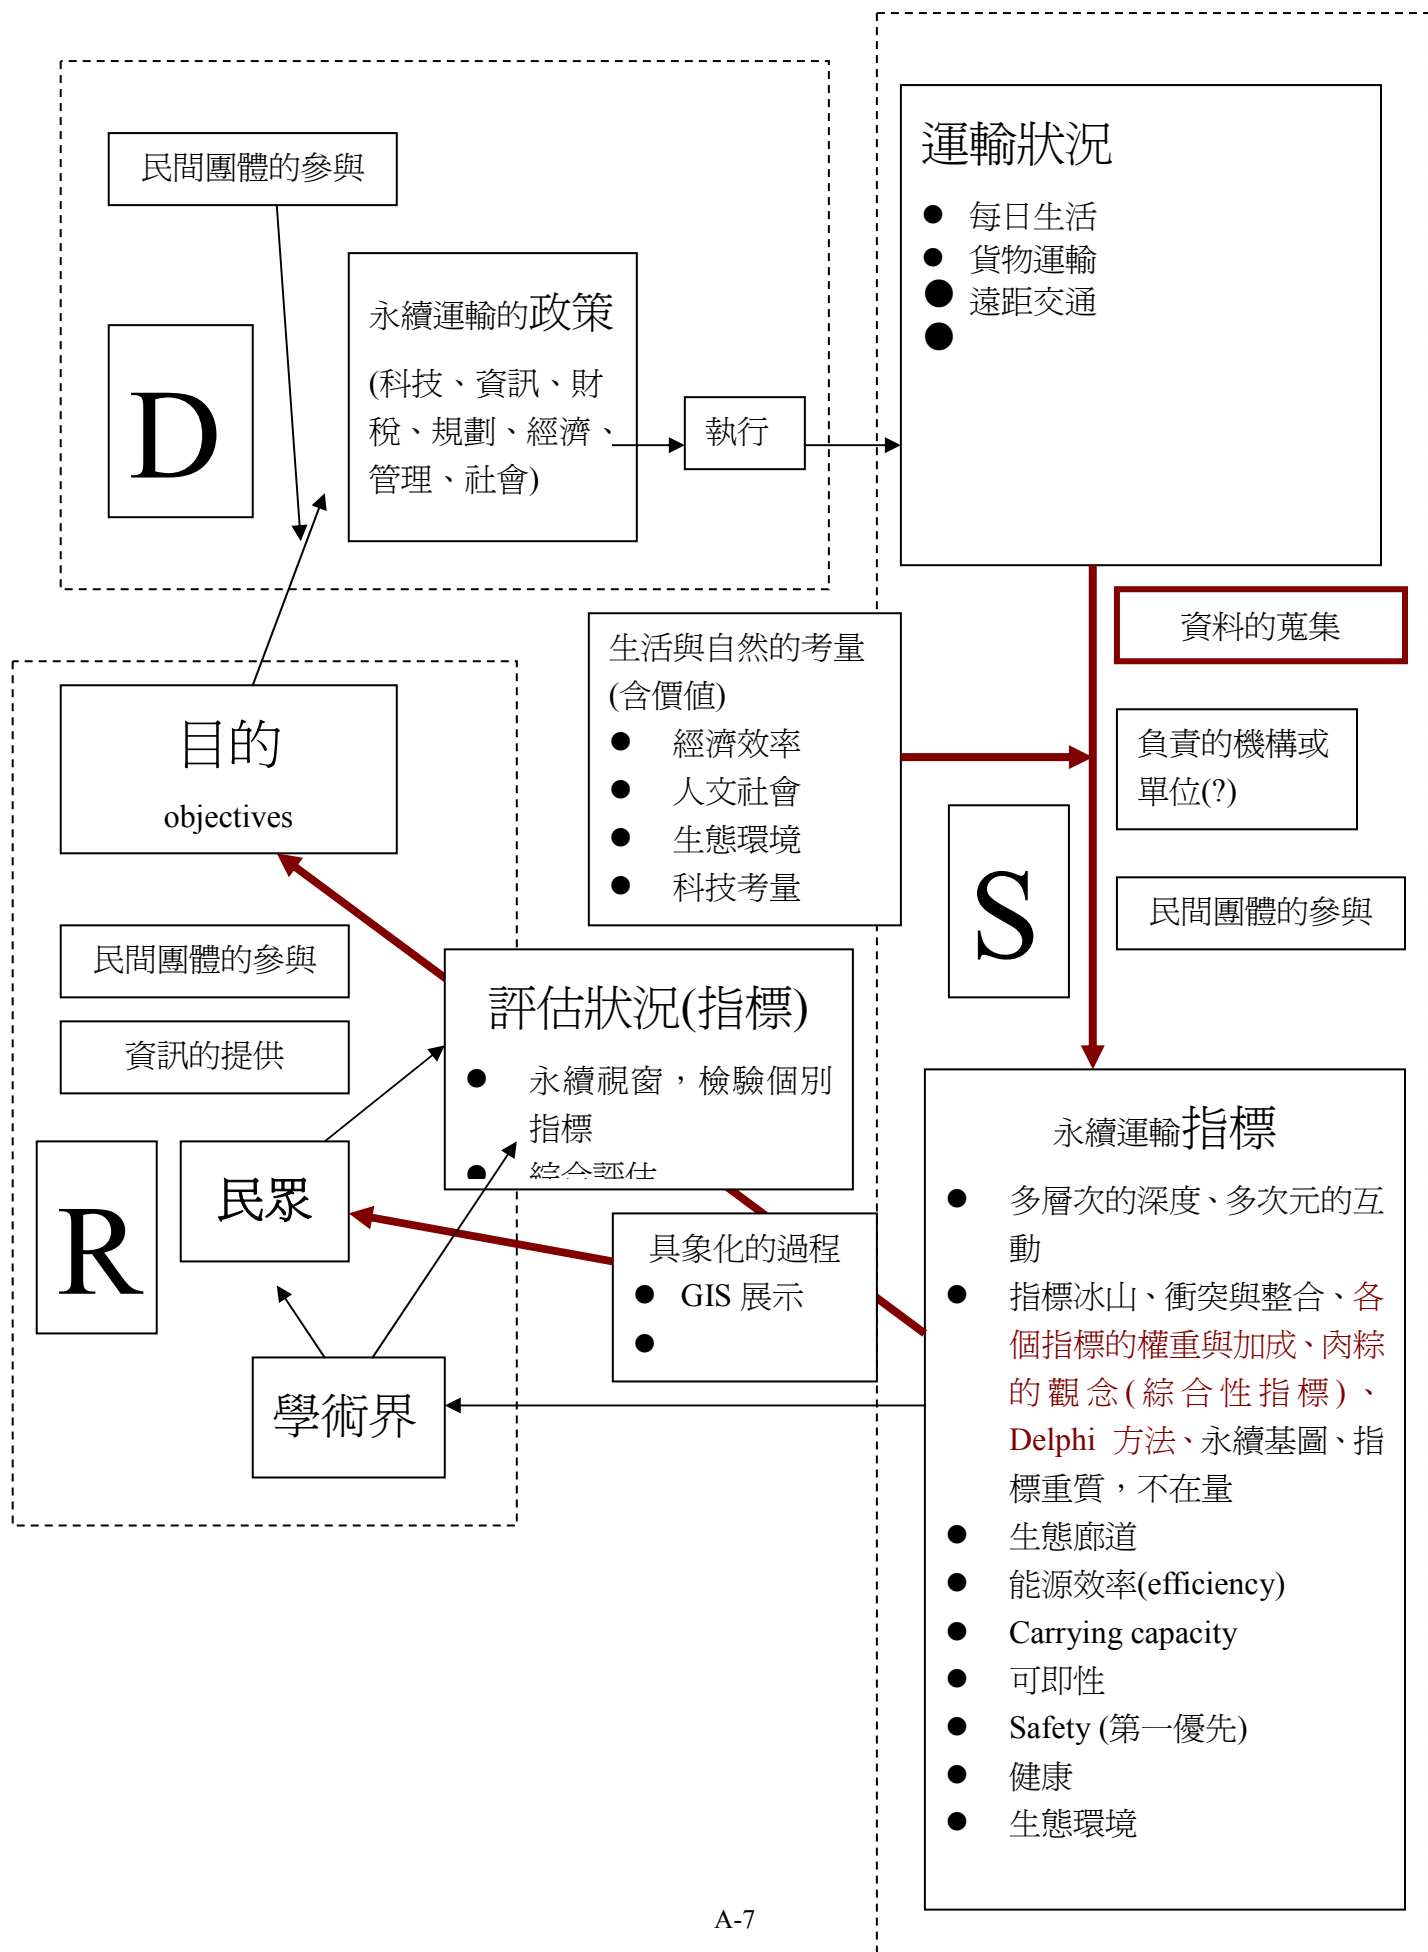 民間團體的參與
D
永續運輸的政策
(科技、資訊、財
稅、規劃、經濟、
管理、社會)
執行
運輸狀況
● 每日生活
● 貨物運輸
● 遠距交通
●
資料的蒐集
負責的機構或
單位(?)
民間團體的參與
S
生活與自然的考量
(含價值)
● 經濟效率
● 人文社會
● 生態環境
● 科技考量
目的
objectives
民間團體的參與
資訊的提供
R
民眾
學術界
評估狀況(指標)
● 永續視窗，檢驗個別
指標
● 綜合評估
具象化的過程
● GIS 展示
●
永續運輸指標
● 多層次的深度、多次元的互
動
● 指標冰山、衝突與整合、各
個指標的權重與加成、肉粽
的觀念(綜合性指標)、
Delphi 方法、永續基圖、指
標重質，不在量
● 生態廊道
● 能源效率(efficiency)
● Carrying capacity
● 可即性
● Safety (第一優先)
● 健康
● 生態環境
A-7